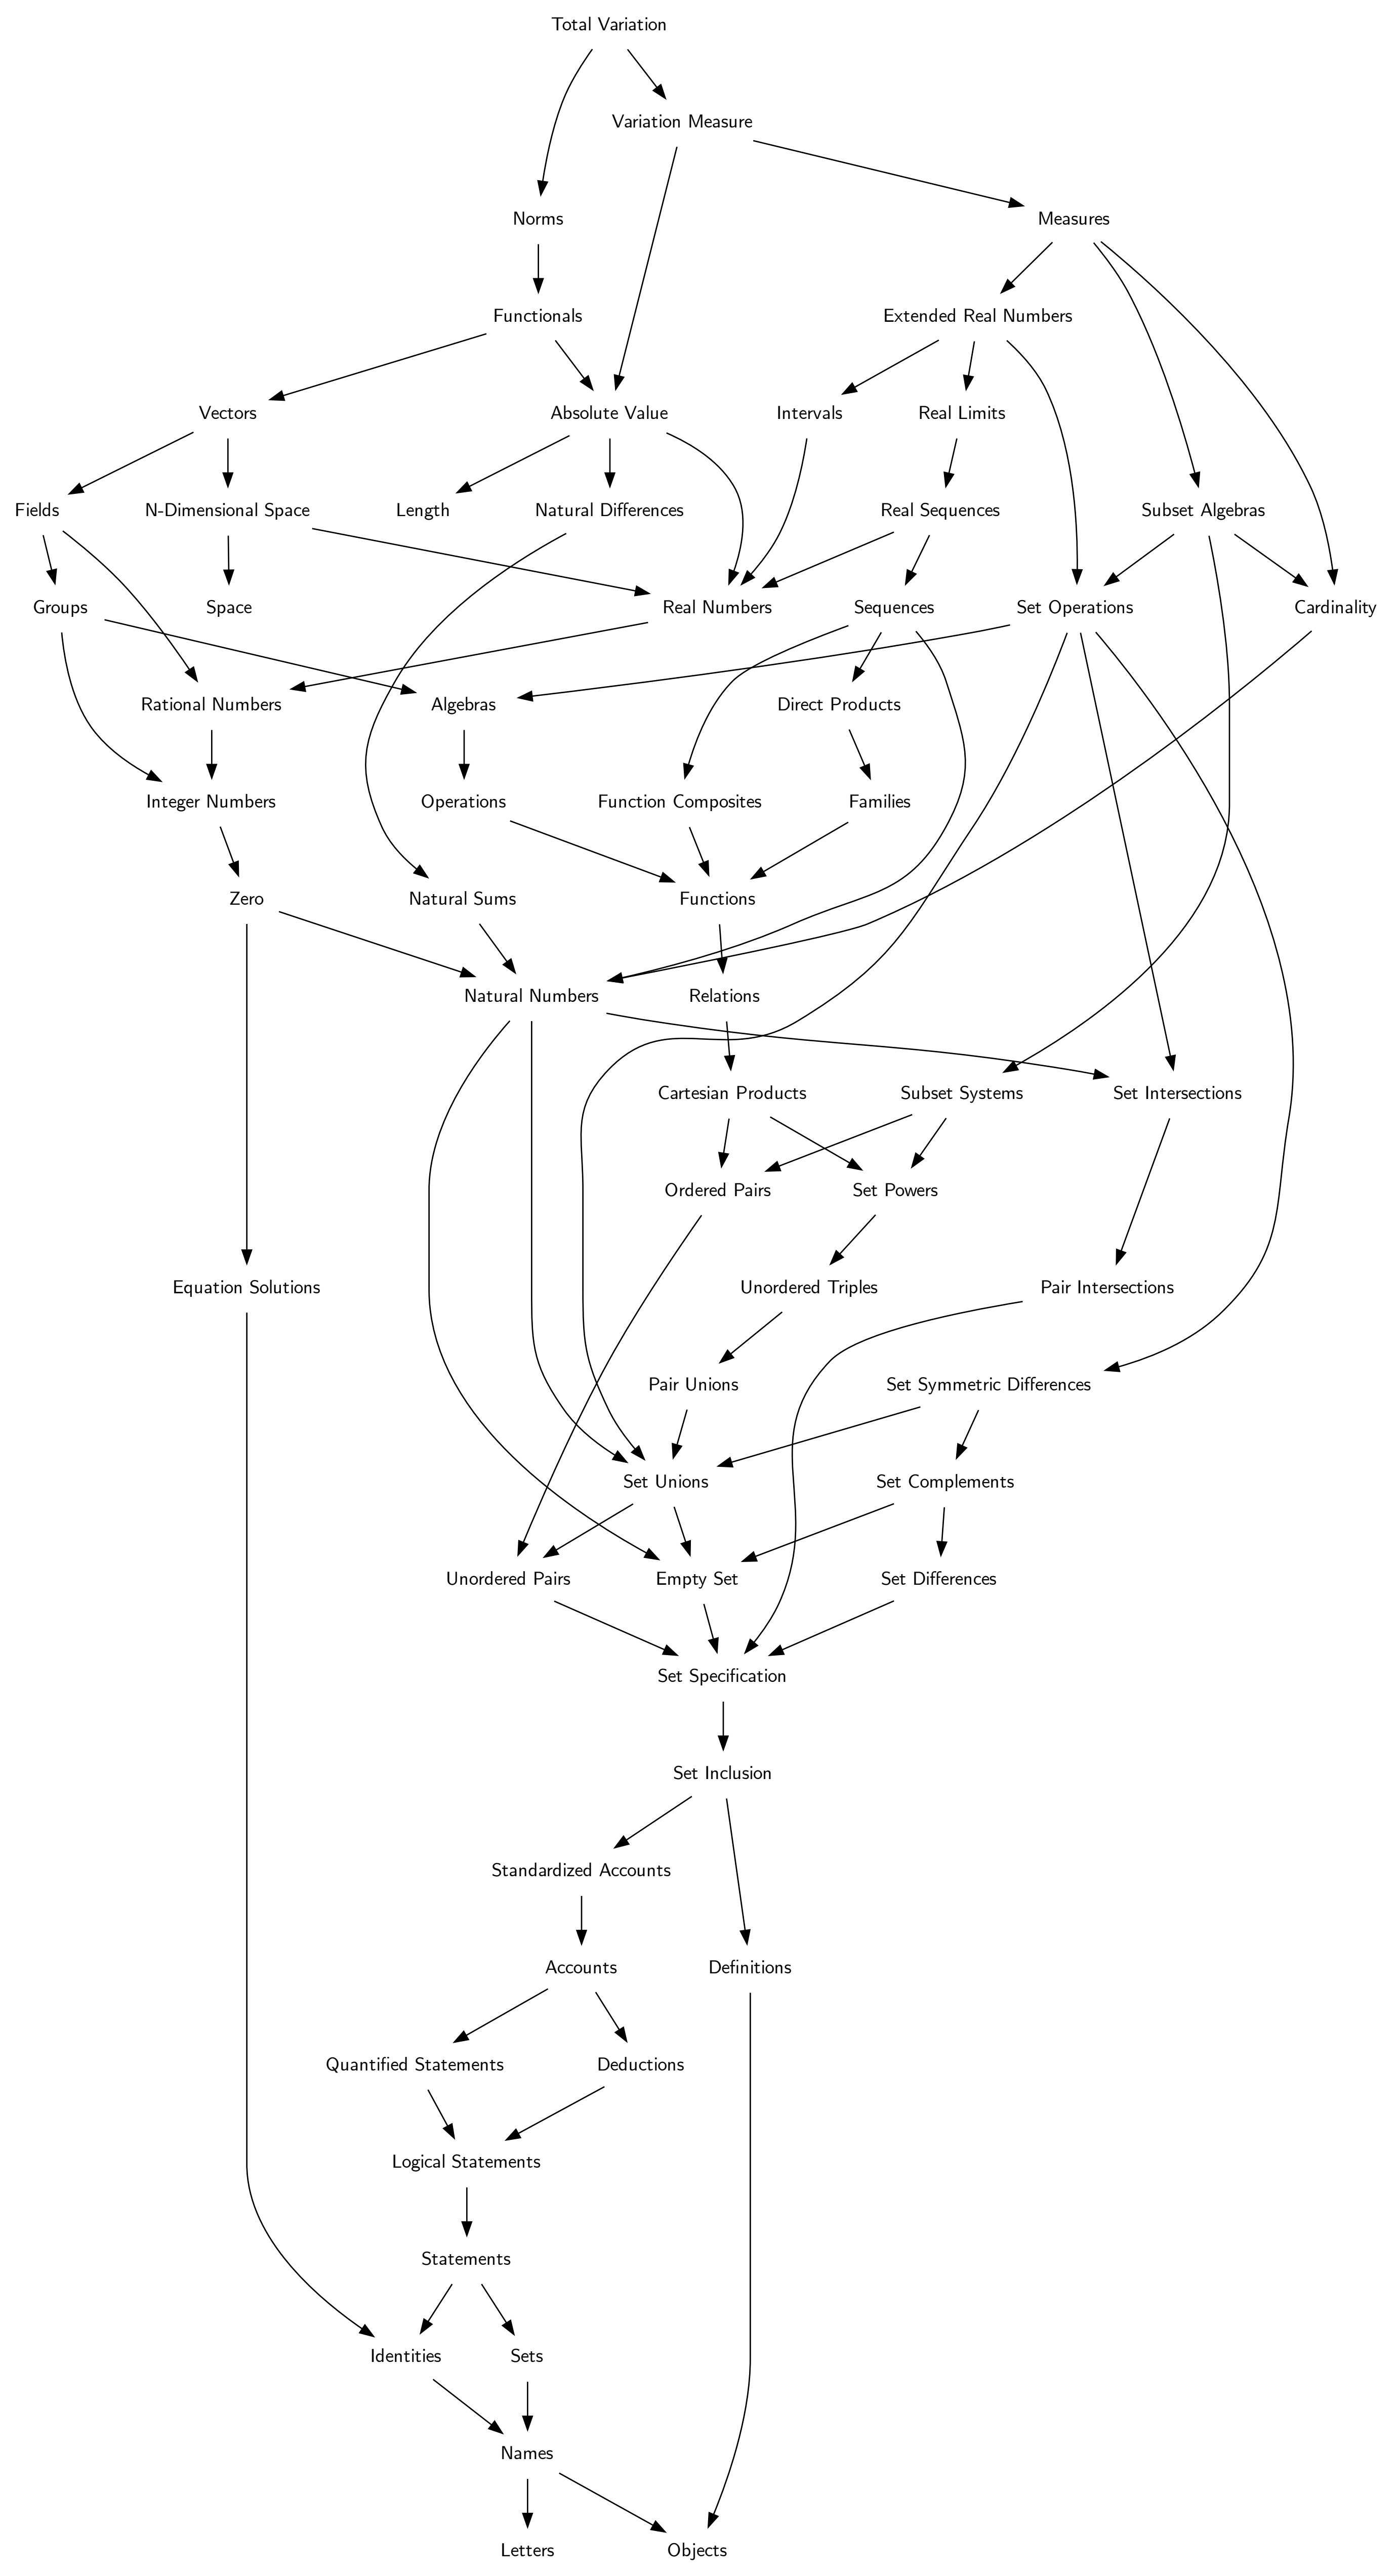 Total Variation
Variation Measure
Norms
Measures
Functionals
Extended Real Numbers
Vectors
Absolute Value
Intervals
Real Limits
Fields
N-Dimensional Space
Length
Natural Differences
Real Sequences
Subset Algebras
Groups
Space
Real Numbers
Sequences
Set Operations
Cardinality
Rational Numbers
Algebras
Direct Products
Integer Numbers
Operations
Function Composites
Families
Zero
Natural Sums
Functions
Natural Numbers
Relations
Cartesian Products
Subset Systems
Set Intersections
Ordered Pairs
Set Powers
Equation Solutions
Unordered Triples
Pair Intersections
Pair Unions
Set Symmetric Differences
Set Unions
Set Complements
Unordered Pairs
Empty Set
Set Differences
Set Specification
Set Inclusion
Standardized Accounts
Accounts
Definitions
Quantified Statements
Deductions
Logical Statements
Statements
Identities
Sets
Names
Letters
Objects